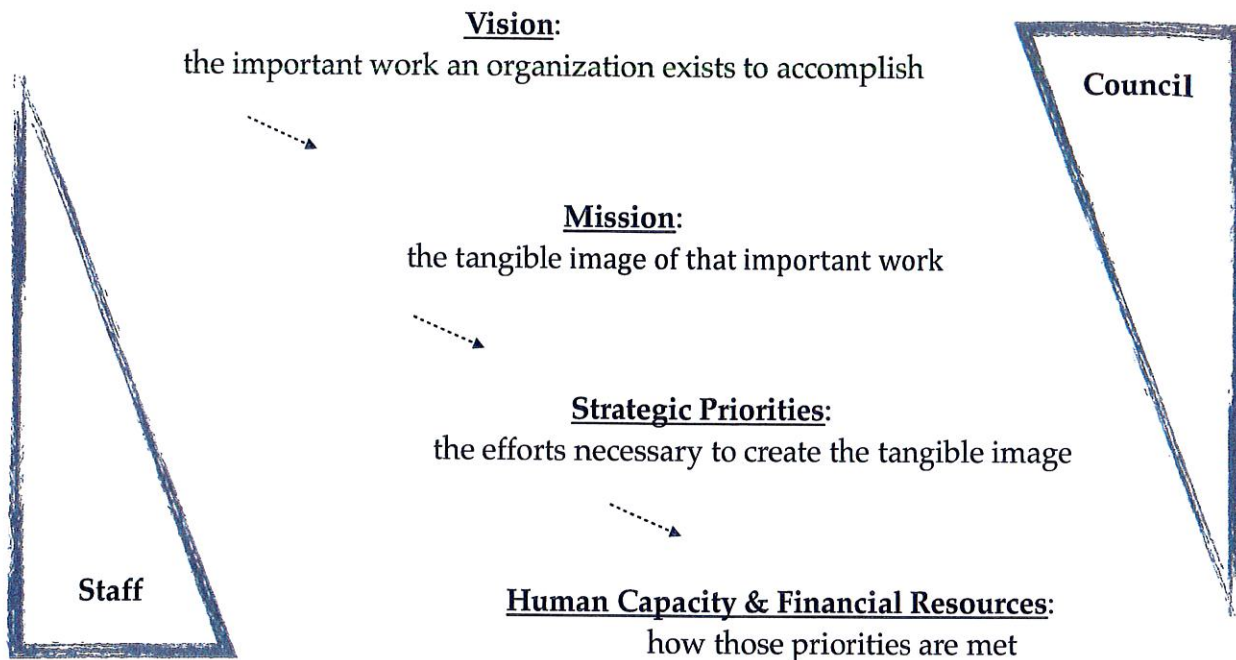 Vision:
the important work an organization exists to accomplish
Council
Mission:
the tangible image of that important work
Strategic Priorities:
the efforts necessary to create the tangible image
Staff
Human Capacity & Financial Resources:
how those priorities are met